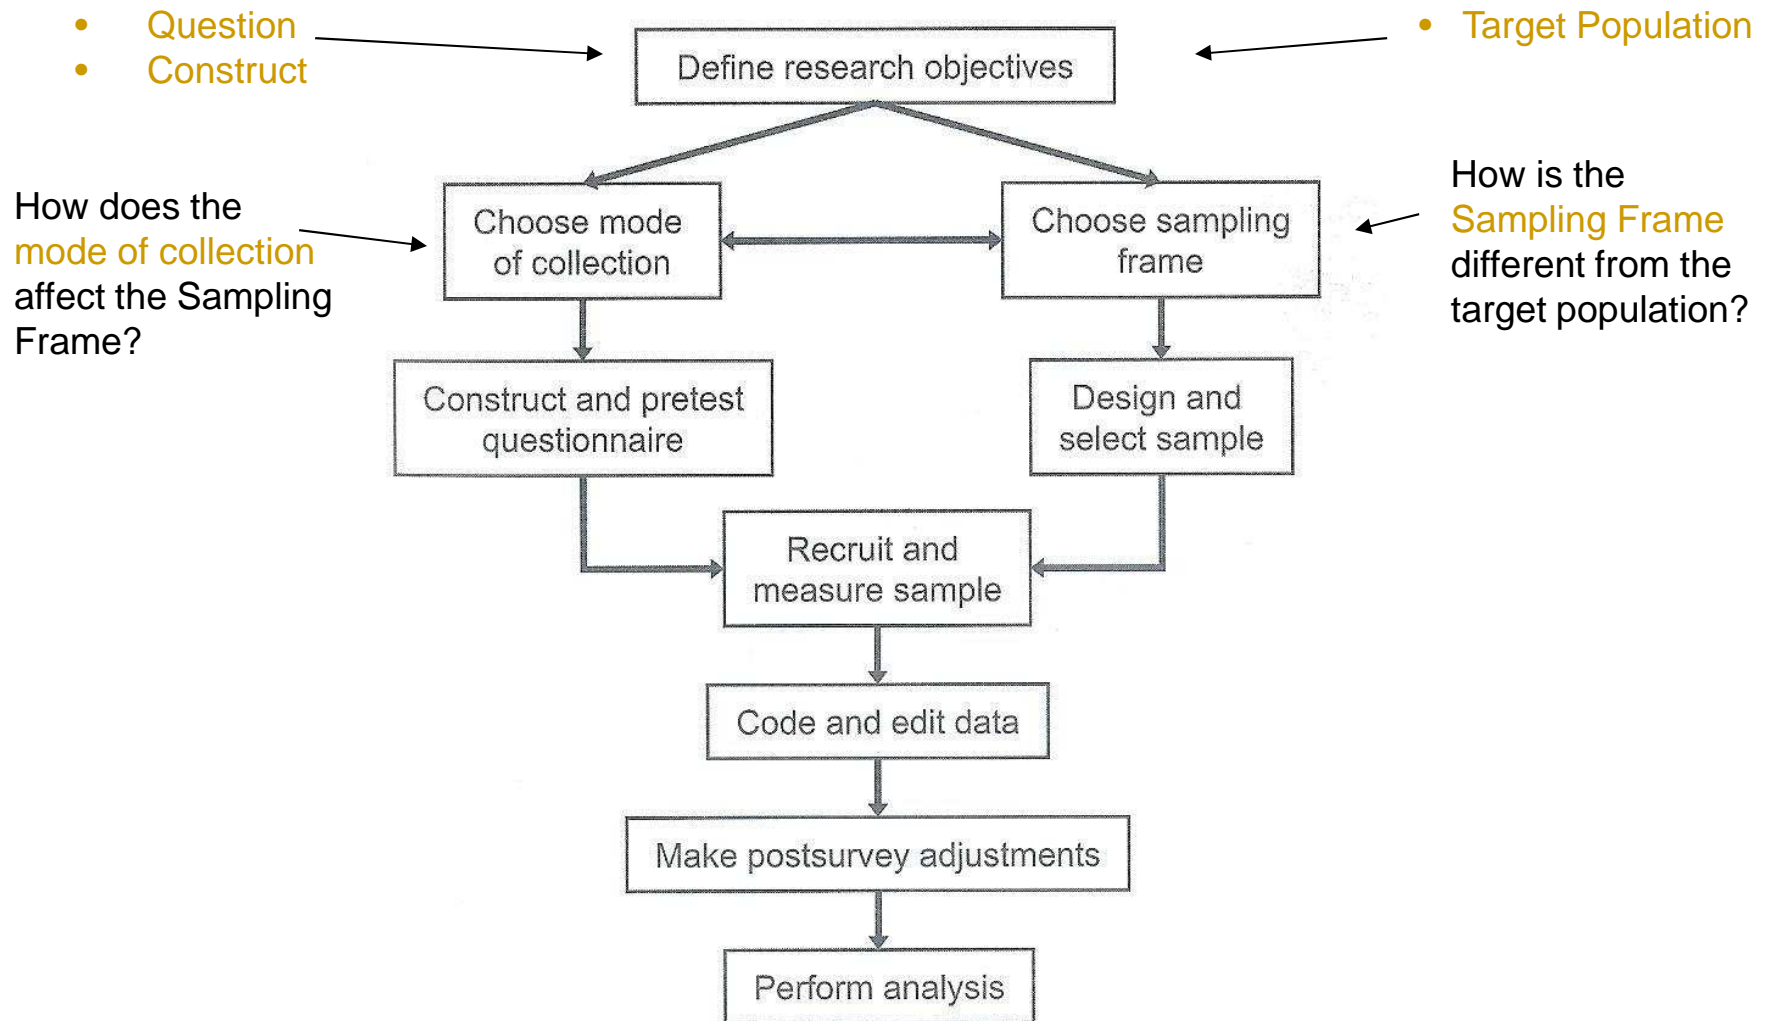 • Question
• Construct
• Target Population
Define research objectives
How does the
mode of collection
affect the Sampling
Frame?
Choose mode
of collection
Choose sampling
frame
How is the
Sampling Frame
different from the
target population?
Construct and pretest
questionnaire
Design and
select sample
Recruit and
measure sample
Code and edit data
Make postsurvey adjustments
Perform analysis